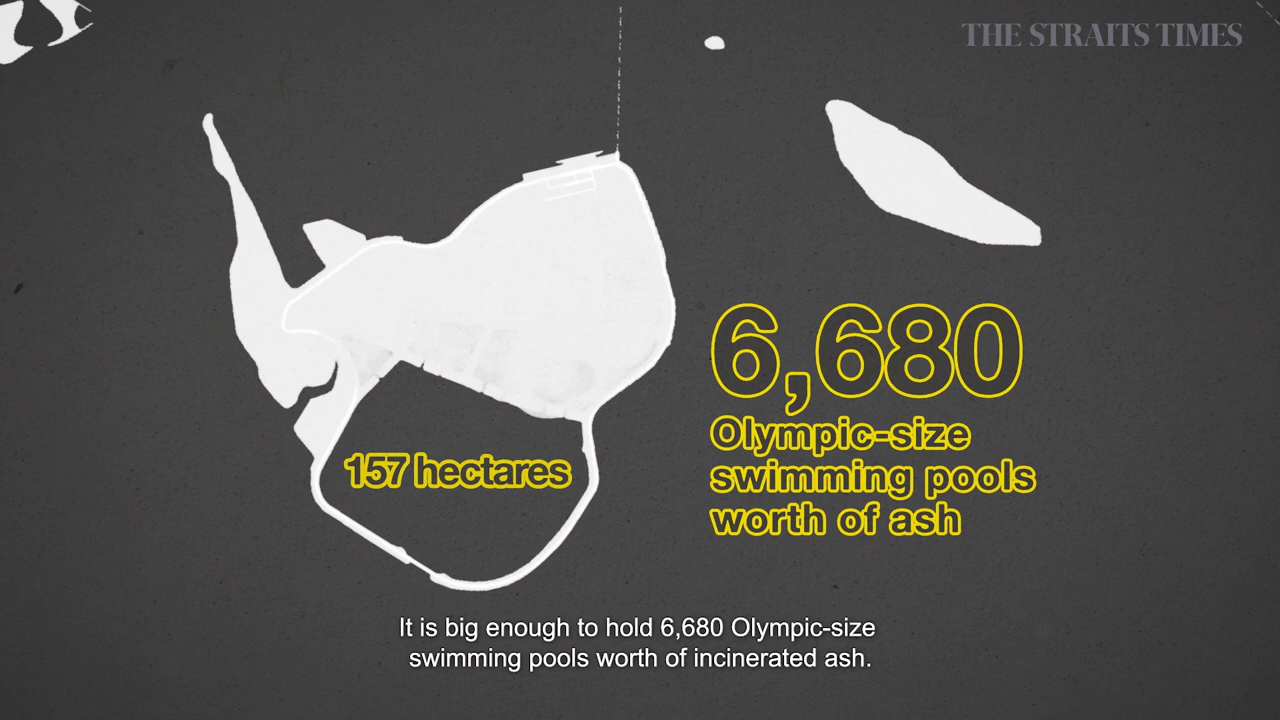 THE STRAITS TIMES
6,680
Olympic-size
swimming pools
worth of ash
157 hectares
It is big enough to hold 6,680 Olympic-size
swimming pools worth of incinerated ash.